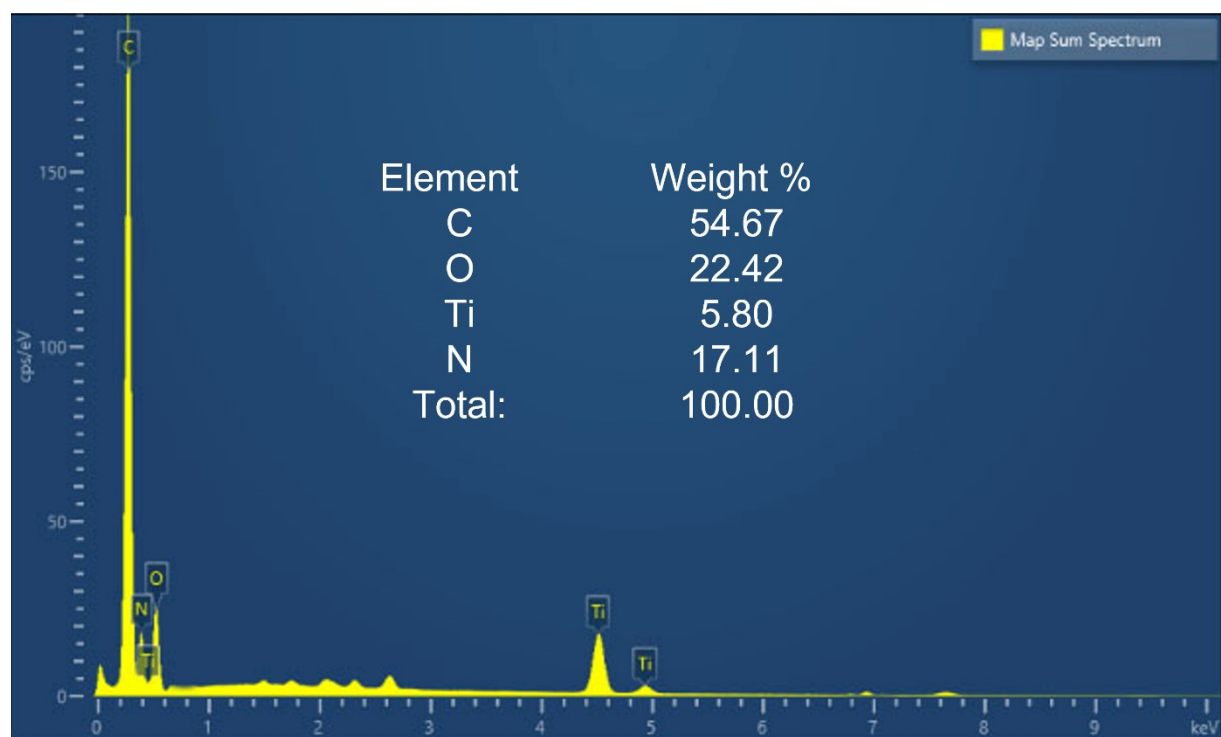 Map Sum Spectrum
C
150
Element Weight %
C 54.67
O 22.42
Ti 5.80
N 17.11
Total: 100.00
cps/eV
100
50
O
N
Ti
Ti
Ti
0
0 1 2 3 4 5 6 7 8 9 keV